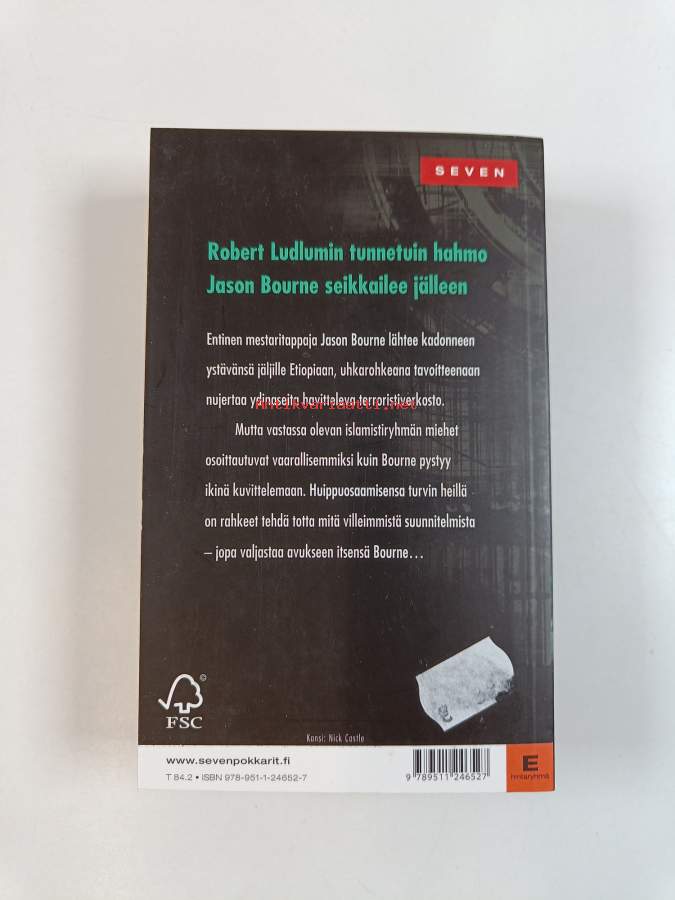 SEVEN
Robert Ludlumin tunnetuin hahmo
Jason Bourne seikkailee jälleen
Entinen mestaritappaja Jason Bourne lähtee kadonneen
ystävänsä jäljille Etiopiaan, uhkarohkeana tavoitteenaan
nujertaa ydinaseita havitteleva terroristiverkosto.
Antikvariaatti.net
Mutta vastassa olevan islamistiryhmän miehet
osoittautuvat vaarallisemmiksi kuin Bourne pystyy
ikinä kuvittelemaan. Huippuosaamisensa turvin heillä
on rahkeet tehdä totta mitä villeimmistä suunnitelmista
– jopa valjastaa avukseen itsensä Bourne…
©
FSC
Kansi: Nick Castle
www.sevenpokkarit.fi
T 84.2 • ISBN 978-951-1-24652-7
9 789511 246527
E
hintaryhmä